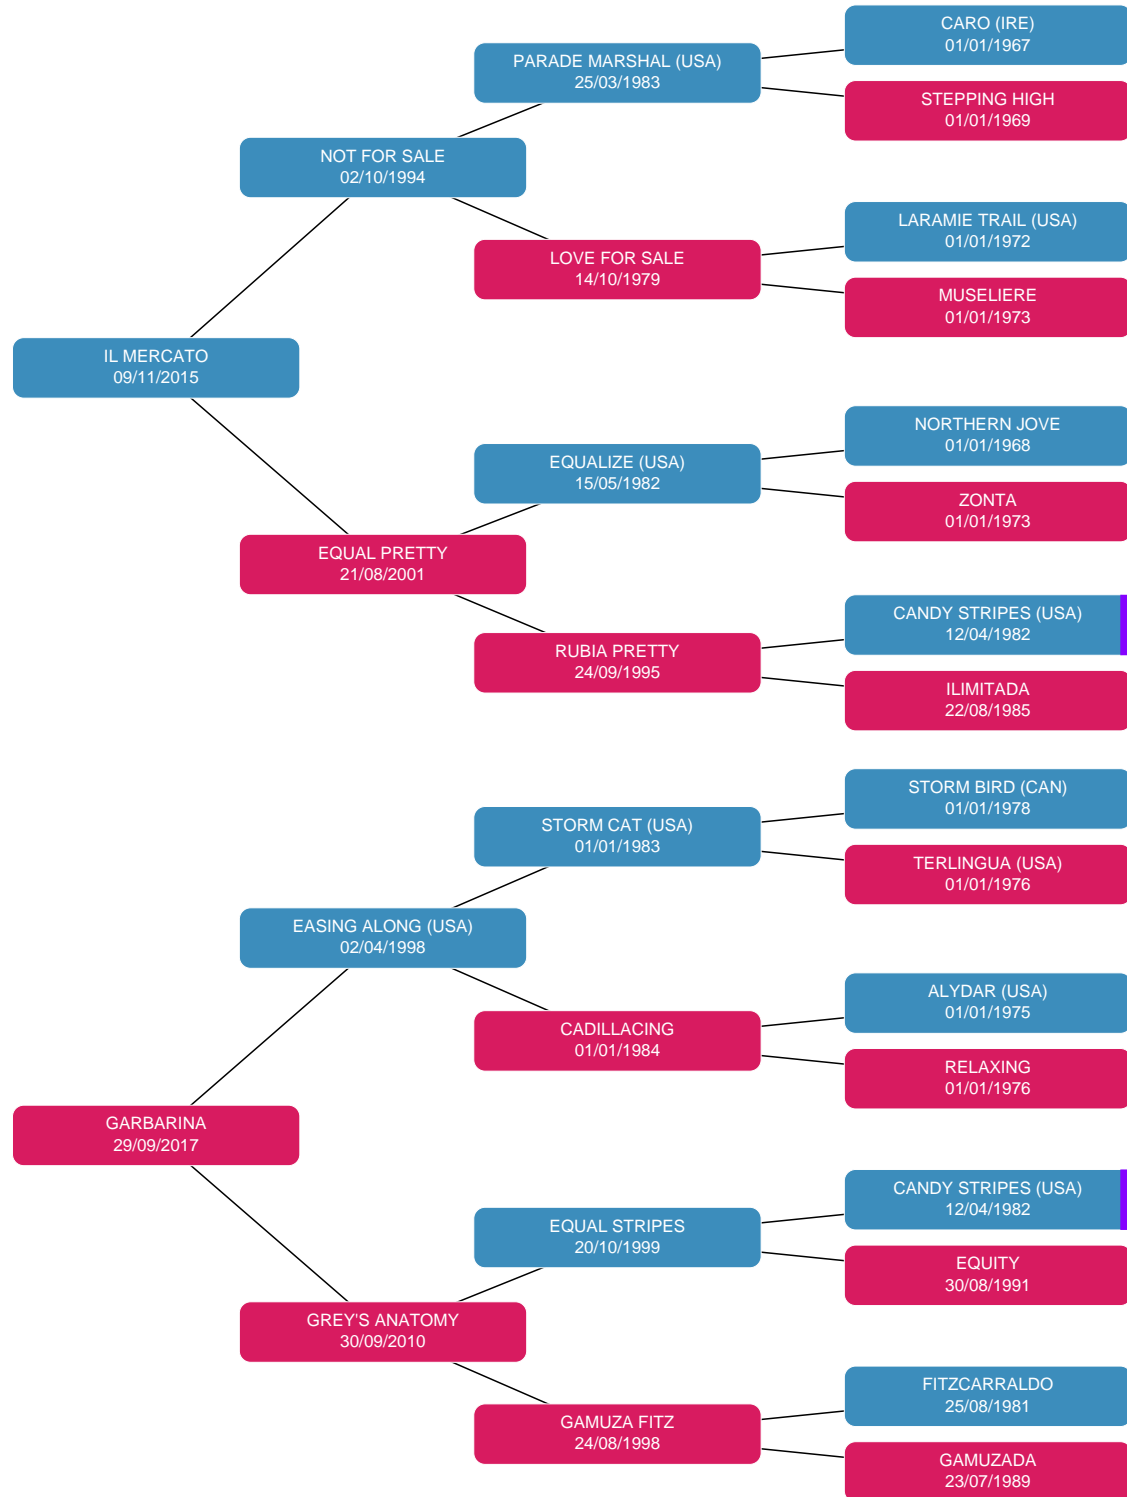 CARO (IRE)
01/01/1967
PARADE MARSHAL (USA)
25/03/1983
STEPPING HIGH
01/01/1969
NOT FOR SALE
02/10/1994
LARAMIE TRAIL (USA)
01/01/1972
LOVE FOR SALE
14/10/1979
MUSELIERE
01/01/1973
IL MERCATO
09/11/2015
NORTHERN JOVE
01/01/1968
EQUALIZE (USA)
15/05/1982
ZONTA
01/01/1973
EQUAL PRETTY
21/08/2001
CANDY STRIPES (USA)
12/04/1982
RUBIA PRETTY
24/09/1995
ILIMITADA
22/08/1985
STORM BIRD (CAN)
01/01/1978
STORM CAT (USA)
01/01/1983
TERLINGUA (USA)
01/01/1976
EASING ALONG (USA)
02/04/1998
ALYDAR (USA)
01/01/1975
CADILLACING
01/01/1984
RELAXING
01/01/1976
GARBARINA
29/09/2017
CANDY STRIPES (USA)
12/04/1982
EQUAL STRIPES
20/10/1999
EQUITY
30/08/1991
GREY'S ANATOMY
30/09/2010
FITZCARRALDO
25/08/1981
GAMUZA FITZ
24/08/1998
GAMUZADA
23/07/1989